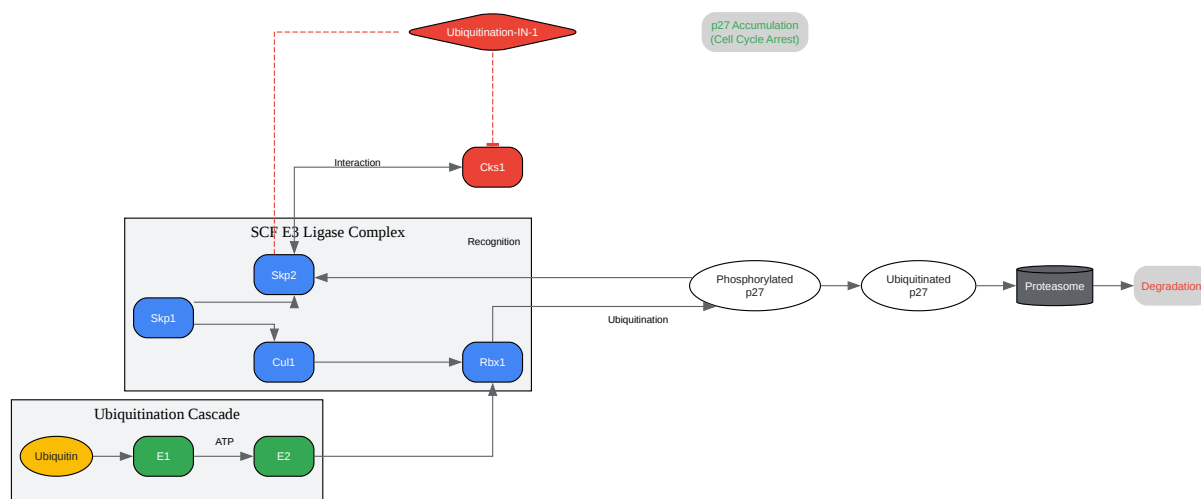 Ubiquitination-IN-1
p27 Accumulation
(Cell Cycle Arrest)
Interaction
Cks1
SCF E3 Ligase Complex
Recognition
Skp2
Phosphorylated
p27
Ubiquitinated
p27
Proteasome
Degradation
Skp1
Ubiquitination
Cul1
Rbx1
Ubiquitination Cascade
Ubiquitin
E1
ATP
E2